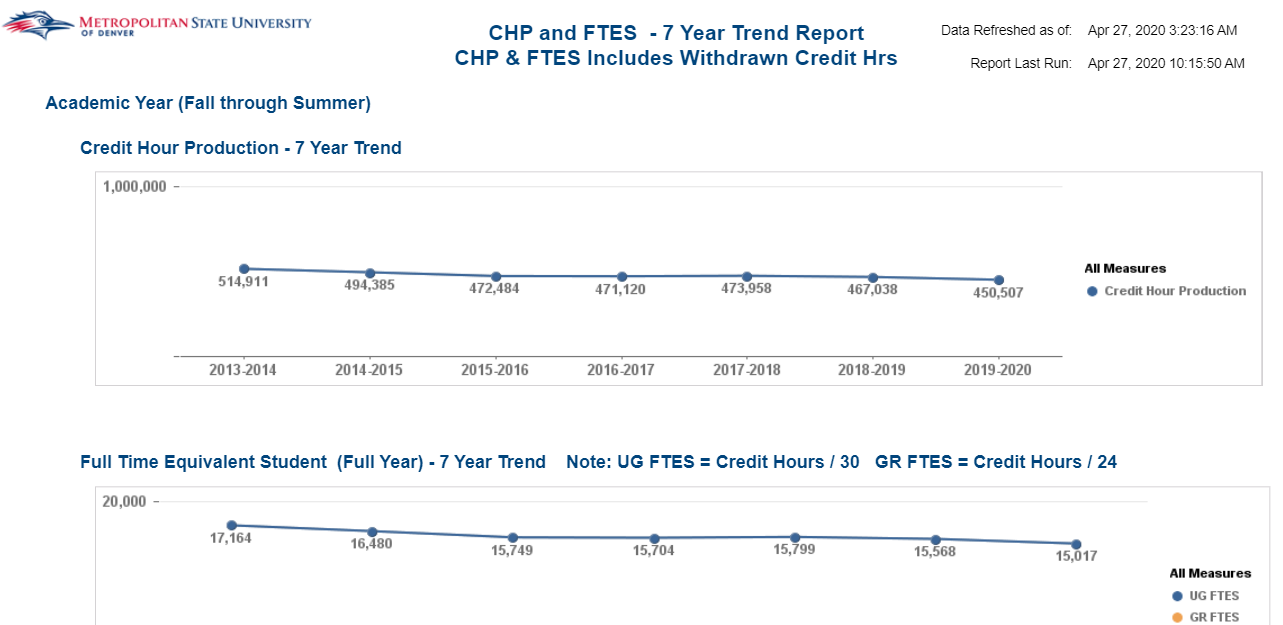 METROPOLITAN STATE UNIVERSITY
OF DENVER
CHP and FTES - 7 Year Trend Report
CHP & FTES Includes Withdrawn Credit Hrs
Data Refreshed as of: Apr 27, 2020 3:23:16 AM
Report Last Run: Apr 27, 2020 10:15:50 AM
Academic Year (Fall through Summer)
Credit Hour Production - 7 Year Trend
1,000,000
514,911 494,385 472,484 471,120 473,958 467,038 450,507
All Measures
Credit Hour Production
2013-2014 2014-2015 2015-2016 2016-2017 2017-2018 2018-2019 2019-2020
Full Time Equivalent Student (Full Year) - 7 Year Trend Note: UG FTES = Credit Hours / 30 GR FTES = Credit Hours / 24
20,000
17,164 16,480 15,749 15,704 15,799 15,568 15,017
All Measures
UG FTES
GR FTES